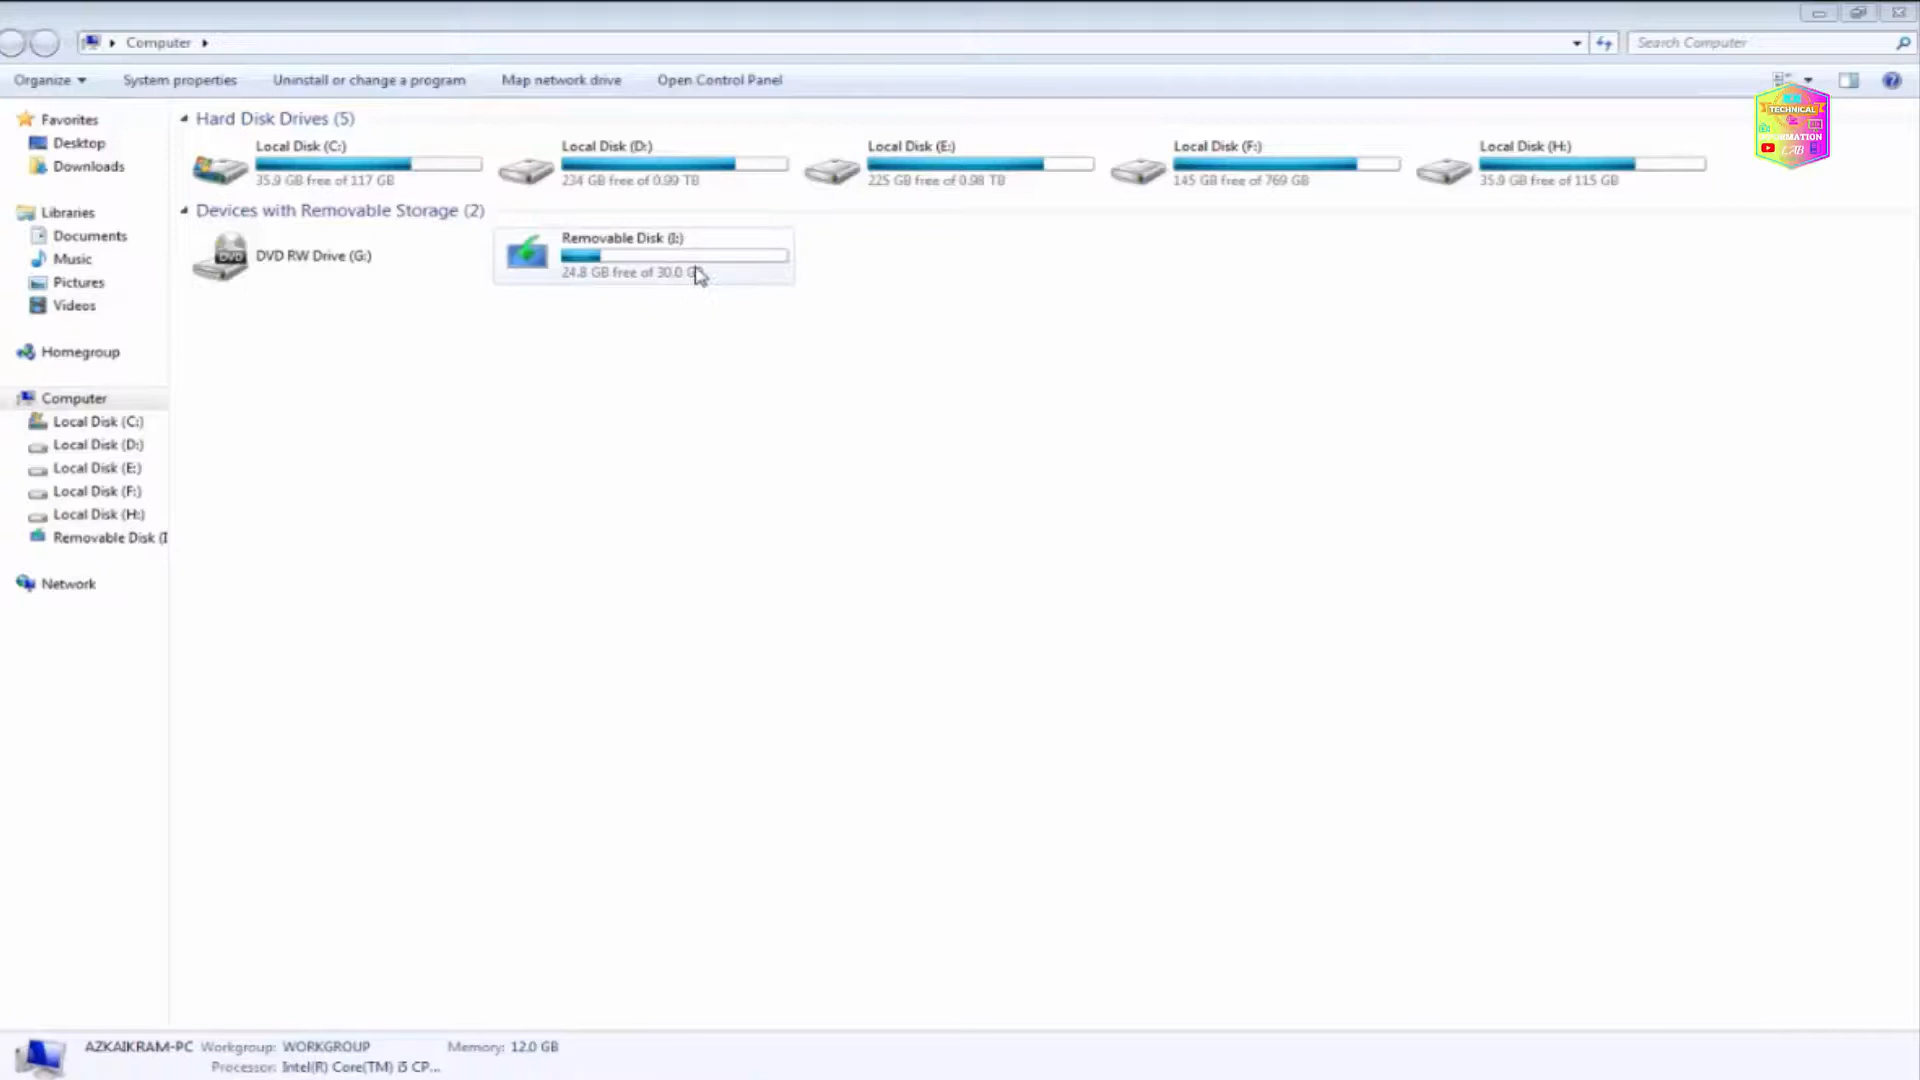 Computer
Search Computer
Organize
System properties
Uninstall or change a program
Map network drive
Open Control Panel
TECHNICAL
INFORMATION
LAB
Favorites
Desktop
Downloads
Libraries
Documents
Music
Pictures
Videos
Homegroup
Computer
Local Disk (C:)
Local Disk (D:)
Local Disk (E:)
Local Disk (F:)
Local Disk (H:)
Removable Disk (I
Network
Hard Disk Drives (5)
Local Disk (C:)
35.9 GB free of 117 GB
Local Disk (D:)
234 GB free of 0.99 TB
Local Disk (E:)
225 GB free of 0.98 TB
Local Disk (F:)
145 GB free of 769 GB
Local Disk (H:)
35.9 GB free of 115 GB
Devices with Removable Storage (2)
DVD
DVD RW Drive (G:)
Removable Disk (I:)
24.8 GB free of 30.0 G
AZKAIKRAM-PC Workgroup: WORKGROUP Memory: 12.0 GB
Processor: Intel(R) Core(TM) i5 CP...